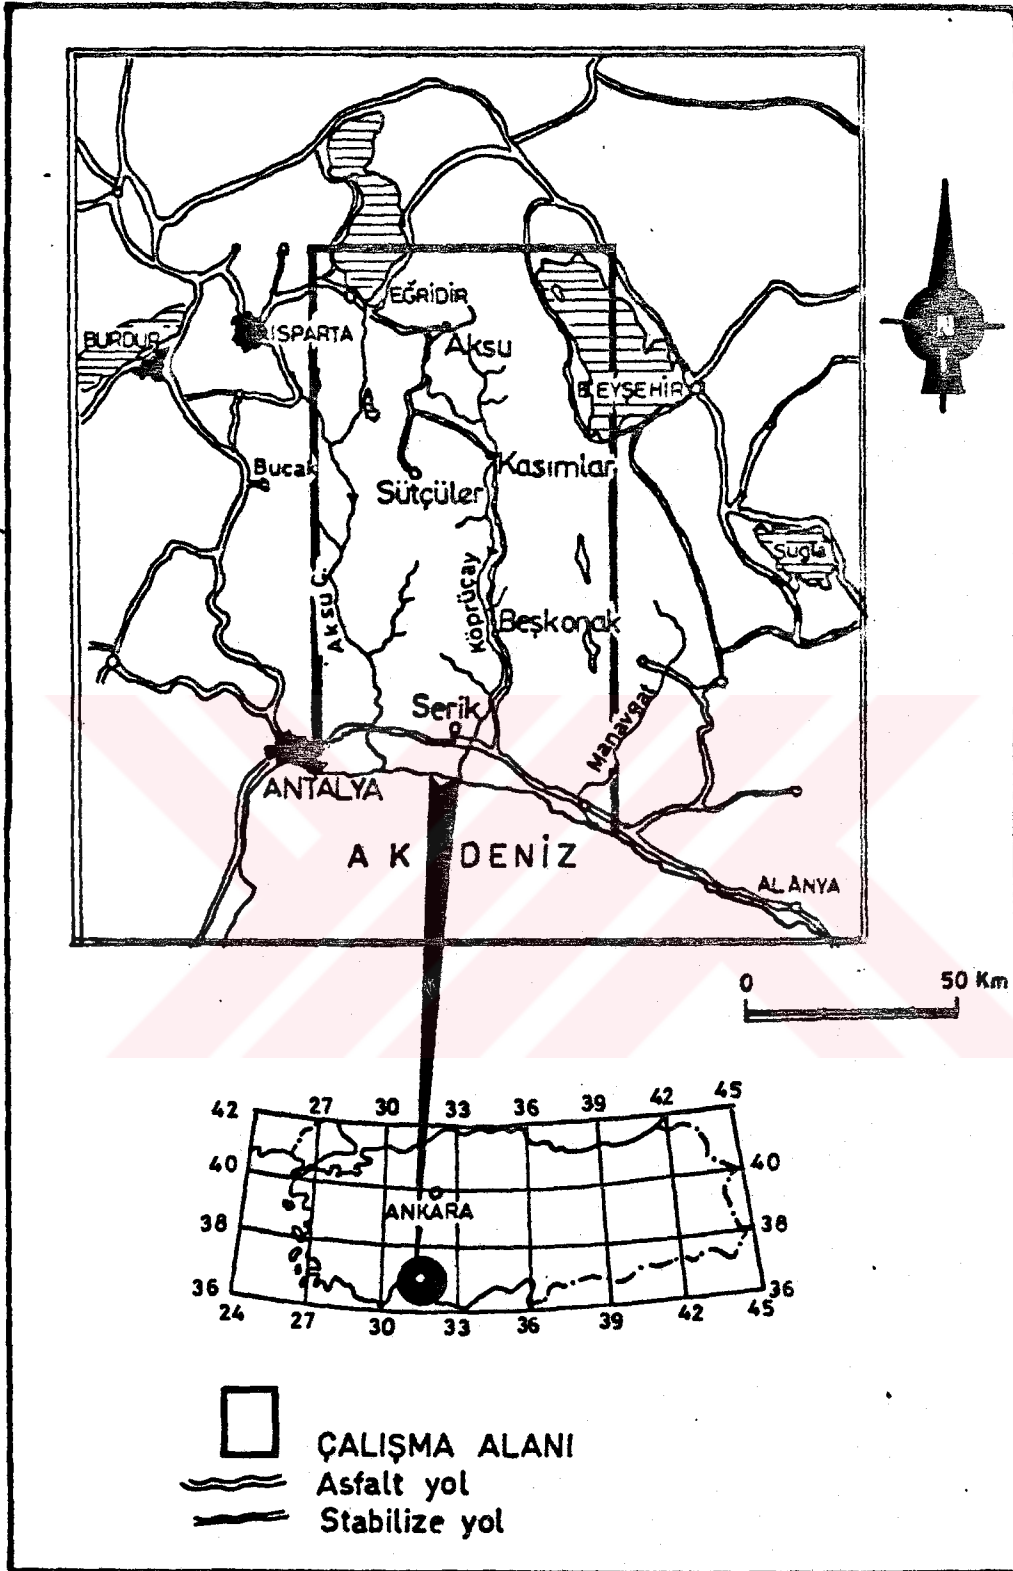 EĞRİDİR
BURDUR
ISPARTA
Aksu
BEYŞEHİR
Bucak
Kasımlar
Sütçüler
Suğla
Aksu Ç.
Köprüçay
Beşkonak
Serik
Manavgat
ANTALYA
AKDENİZ
ALANYA
N
0 50 Km
42 27 30 33 36 39 42 45
40 40
ANKARA
38 38
36 36
24 27 30 33 36 39 42 45
ÇALIŞMA ALANI
Asfalt yol
Stabilize yol